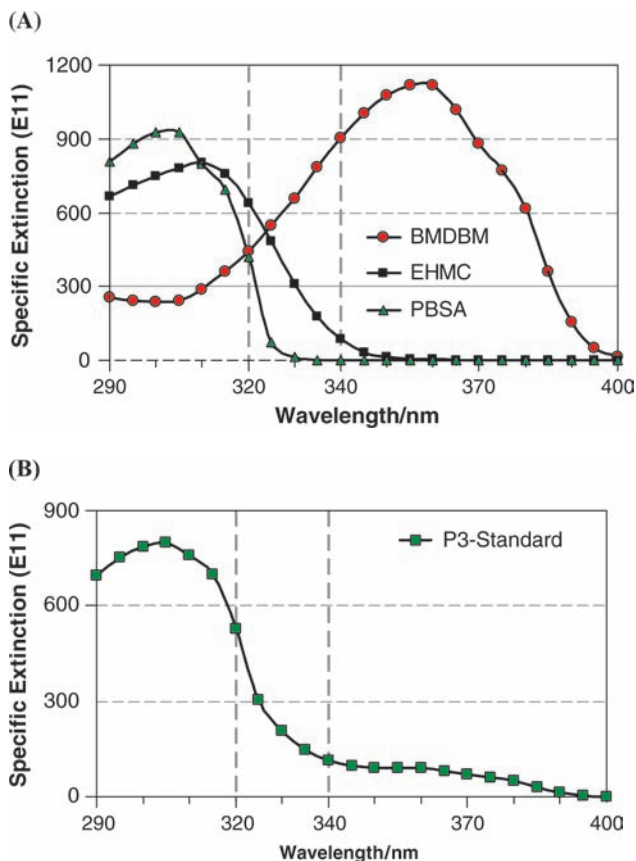 (A)
Specific Extinction (E11)
1200
900
600
300
0
BMDBM
EHMC
PBSA
290
320
340
370
400
Wavelength/nm
(B)
Specific Extinction (E11)
900
600
300
0
P3-Standard
290
320
340
370
400
Wavelength/nm